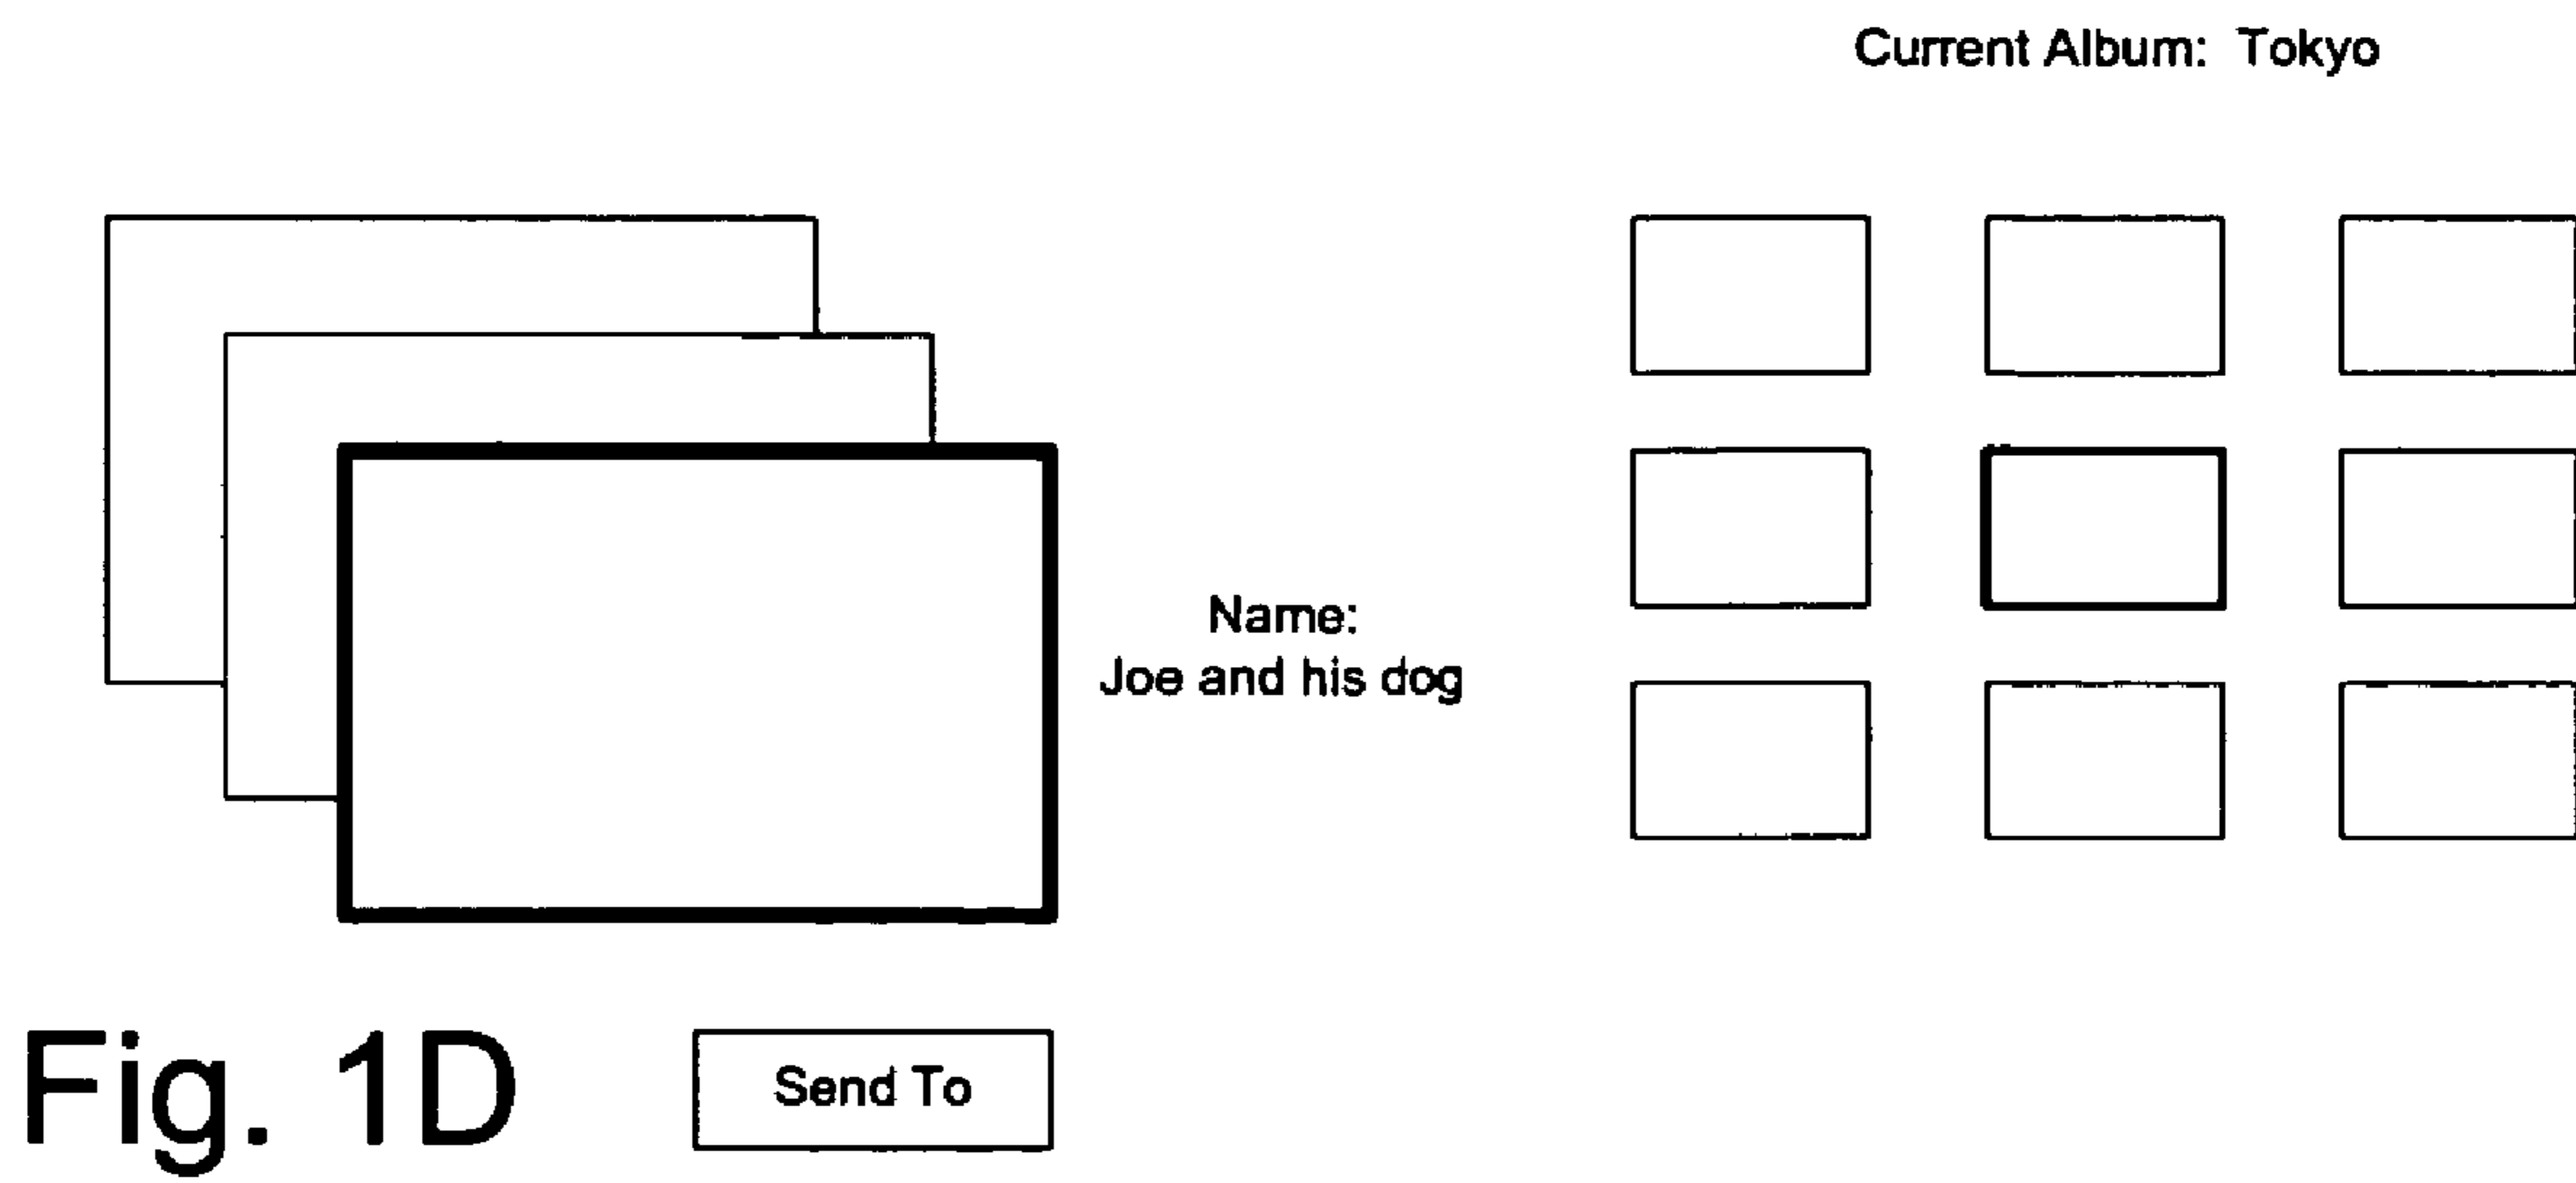 Current Album: Tokyo
Name:
Joe and his dog
Fig. 1D
Send To